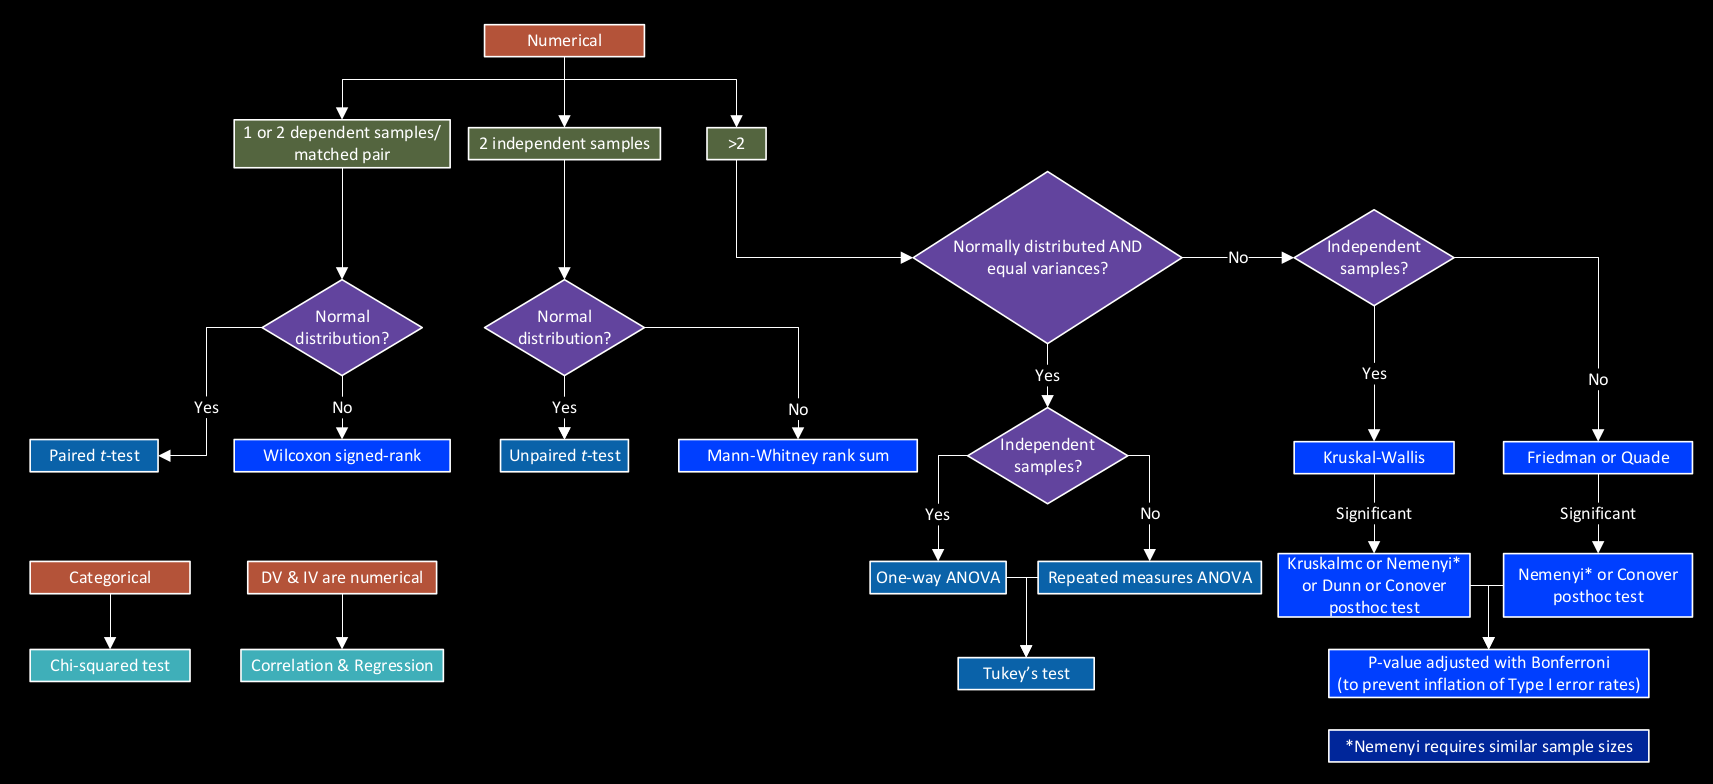 Numerical
1 or 2 dependent samples/
matched pair
2 independent samples
>2
Normally distributed AND
equal variances?
No
Independent
samples?
Normal
distribution?
Normal
distribution?
Yes
Yes
No
Yes
No
Yes
No
No
Paired t-test
Wilcoxon signed-rank
Unpaired t-test
Mann-Whitney rank sum
Independent
samples?
Kruskal-Wallis
Friedman or Quade
Yes
No
Significant
Significant
Categorical
DV & IV are numerical
One-way ANOVA
Repeated measures ANOVA
Kruskalmc or Nemenyi*
or Dunn or Conover
posthoc test
Nemenyi* or Conover
posthoc test
Chi-squared test
Correlation & Regression
Tukey’s test
P-value adjusted with Bonferroni
(to prevent inflation of Type I error rates)
*Nemenyi requires similar sample sizes